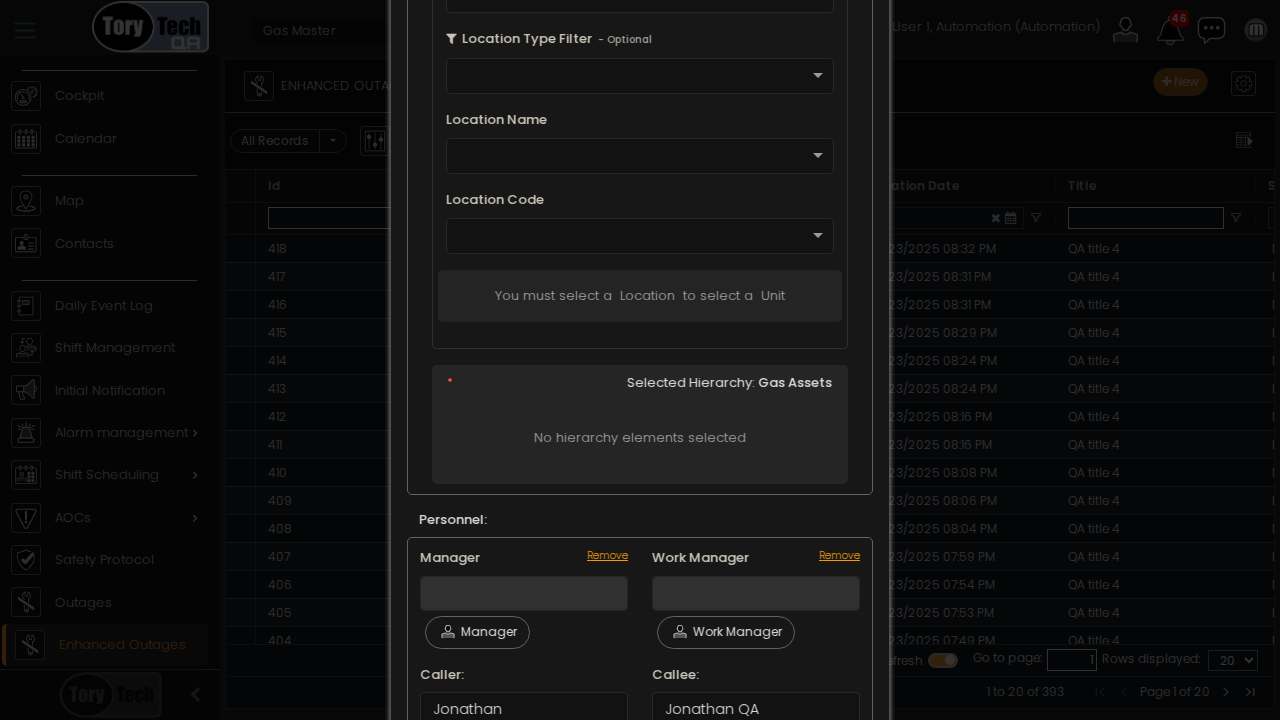 Tory Tech
QA
Gas Master
User 1, Automation (Automation)
46
m
Cockpit
Calendar
Map
Contacts
Daily Event Log
Shift Management
Initial Notification
Alarm management
Shift Scheduling
AOCs
Safety Protocol
Outages
Enhanced Outages
Tory Tech
ENHANCED OUTA
New
All Records
Id
ation Date
Title
S
418
23/2025 08:32 PM
QA title 4
417
23/2025 08:31 PM
QA title 4
416
23/2025 08:31 PM
QA title 4
415
23/2025 08:29 PM
QA title 4
414
23/2025 08:24 PM
QA title 4
413
23/2025 08:24 PM
QA title 4
412
23/2025 08:16 PM
QA title 4
411
23/2025 08:16 PM
QA title 4
410
23/2025 08:08 PM
QA title 4
409
23/2025 08:06 PM
QA title 4
408
23/2025 08:04 PM
QA title 4
407
23/2025 07:59 PM
QA title 4
406
23/2025 07:54 PM
QA title 4
405
23/2025 07:53 PM
QA title 4
404
23/2025 07:49 PM
QA title 4
efresh
Go to page:
1
Rows displayed:
20
1 to 20 of 393
Page 1 of 20
Location Type Filter - Optional
Location Name
Location Code
You must select a Location to select a Unit
Selected Hierarchy: Gas Assets
No hierarchy elements selected
Personnel:
Manager
Remove
Work Manager
Remove
Manager
Work Manager
Caller:
Callee:
Jonathan
Jonathan QA